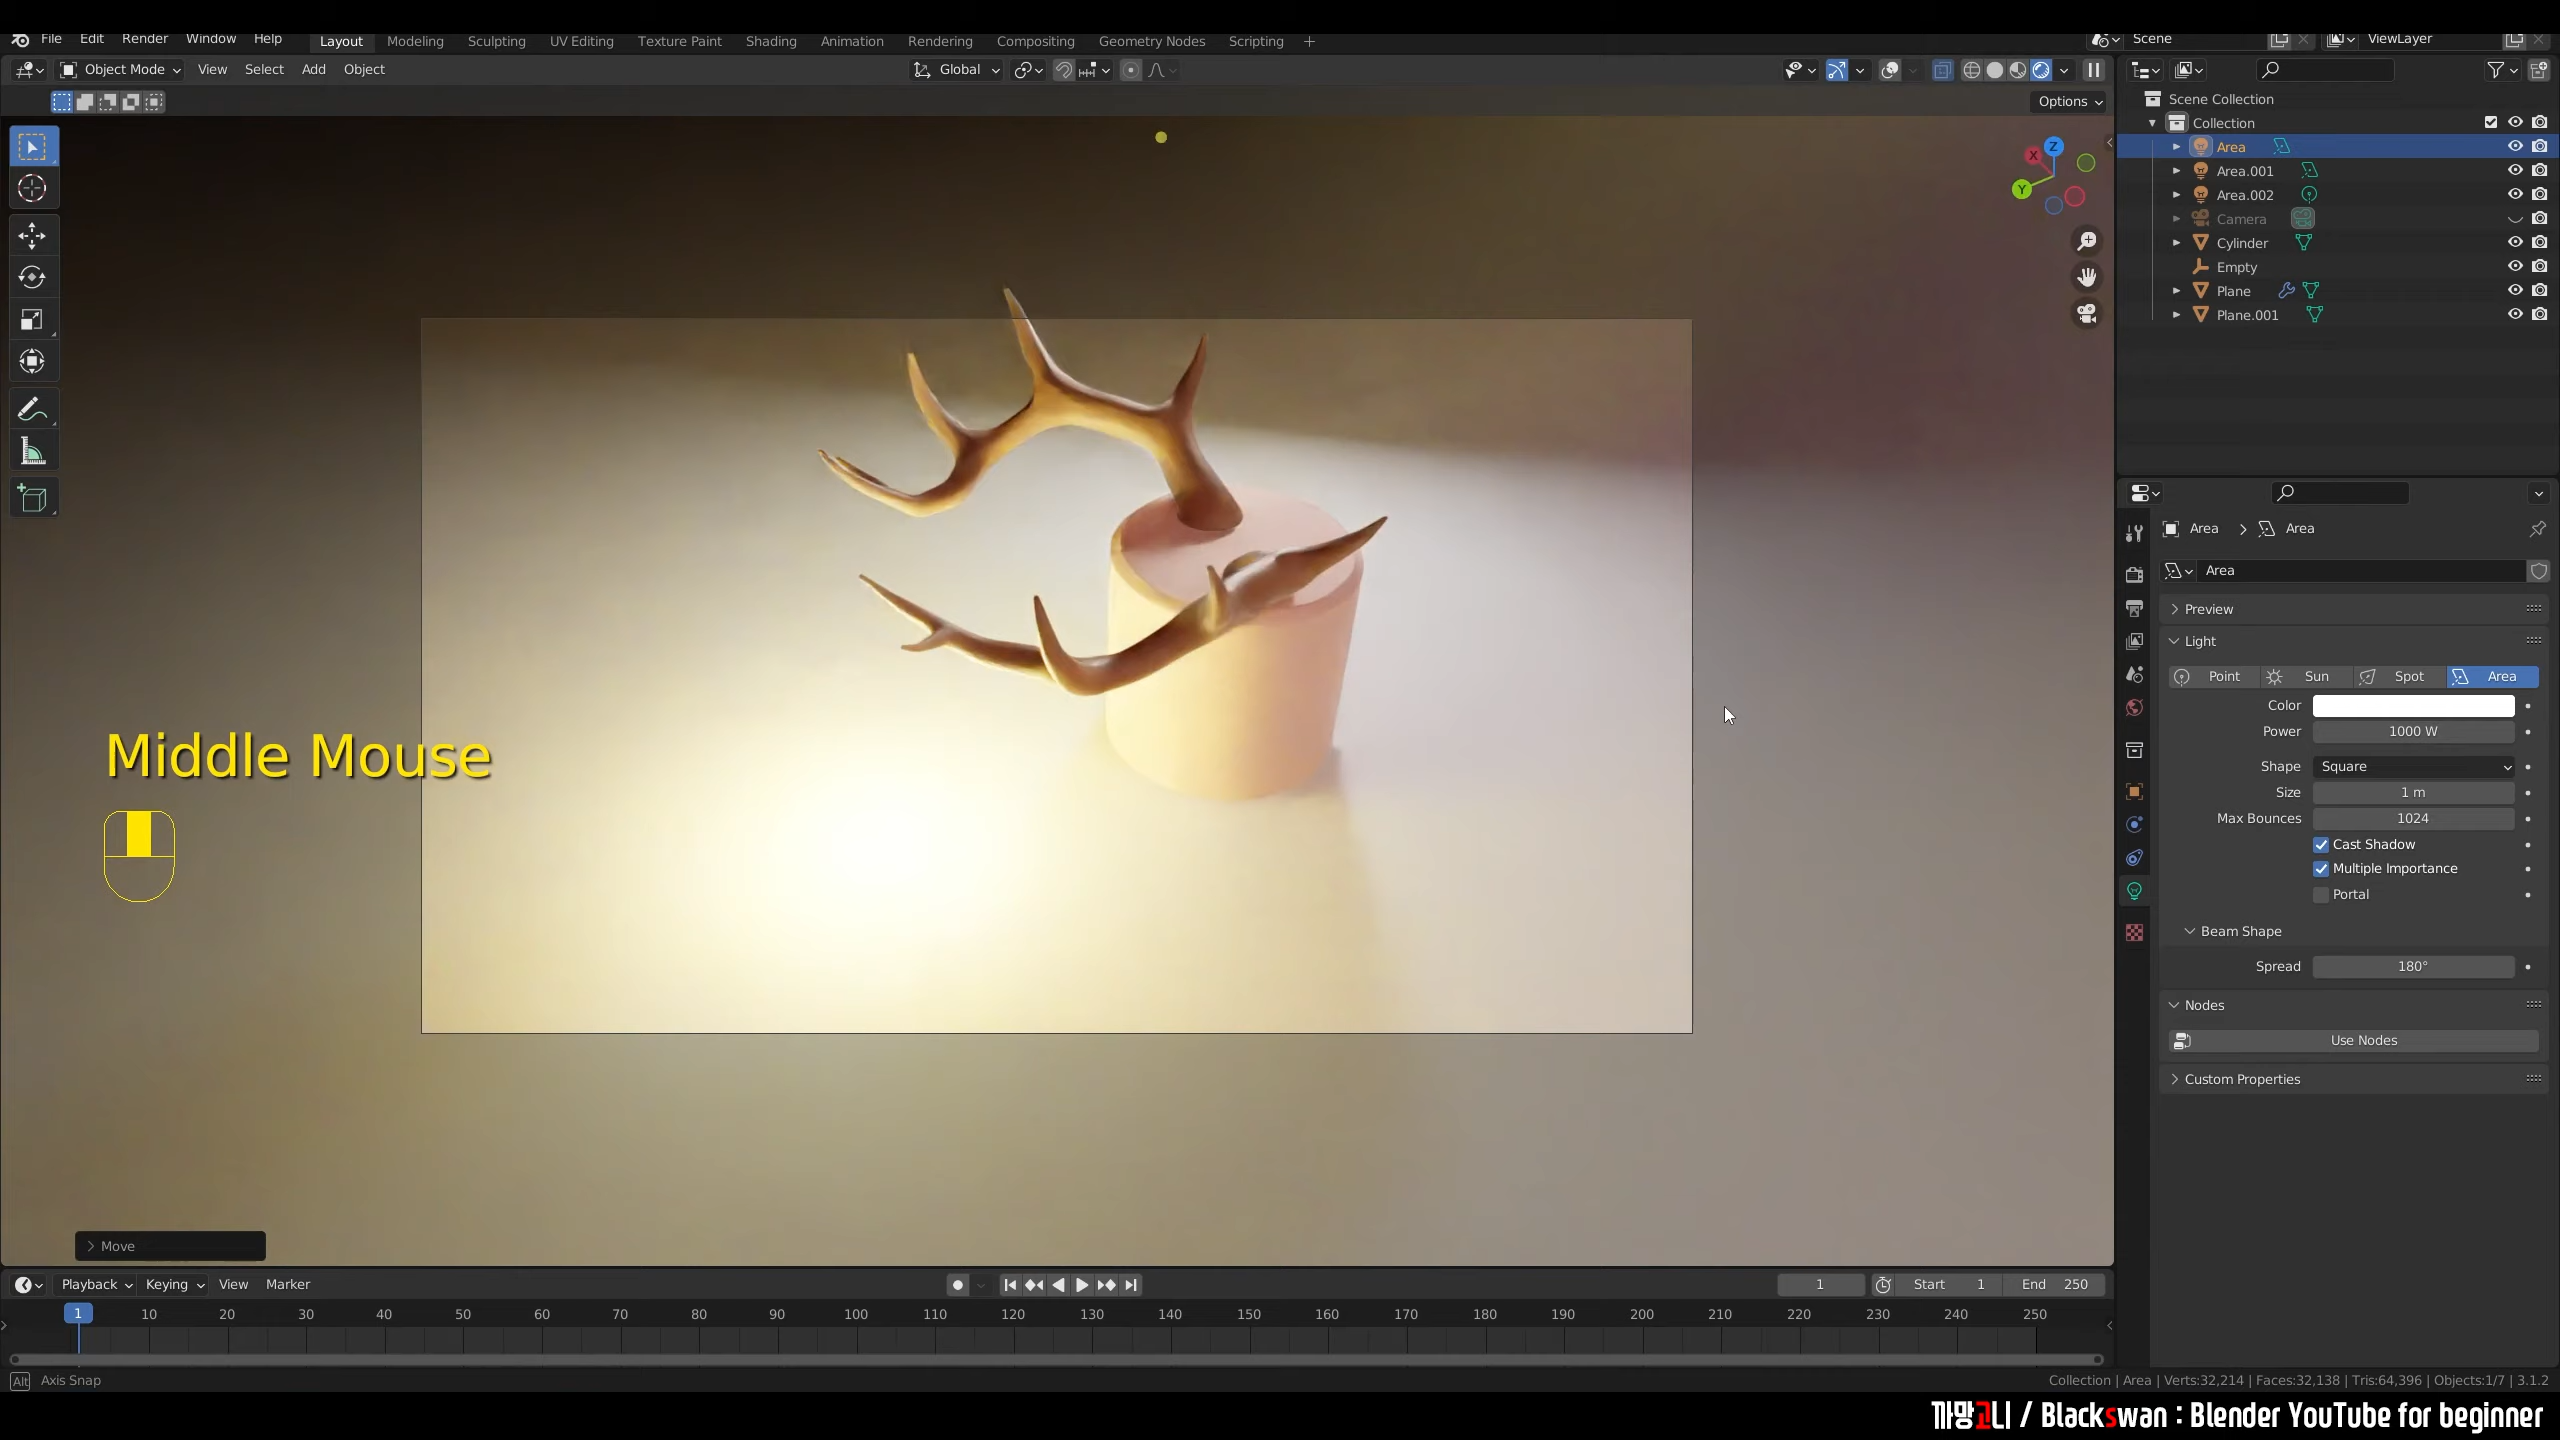 File Edit Render Window Help Layout Modeling Sculpting UV Editing Texture Paint Shading Animation Rendering Compositing Geometry Nodes Scripting + Scene ViewLayer
Object Mode View Select Add Object Global
Options
Scene Collection
Collection
Area
Area.001
Area.002
Camera
Cylinder
Empty
Plane
Plane.001
X
Y
Z
Area > Area
Area
Preview
Light
Point Sun Spot Area
Color
Power 1000 W
Shape Square
Size 1 m
Max Bounces 1024
Cast Shadow
Multiple Importance
Portal
Beam Shape
Spread 180°
Nodes
Use Nodes
Custom Properties
Middle Mouse
> Move
Playback Keying View Marker 1 Start 1 End 250
1 10 20 30 40 50 60 70 80 90 100 110 120 130 140 150 160 170 180 190 200 210 220 230 240 250
Alt Axis Snap
Collection | Area | Verts:32,214 | Faces:32,138 | Tris:64,396 | Objects:1/7 | 3.1.2
까망고니 / Blackswan : Blender YouTube for beginner